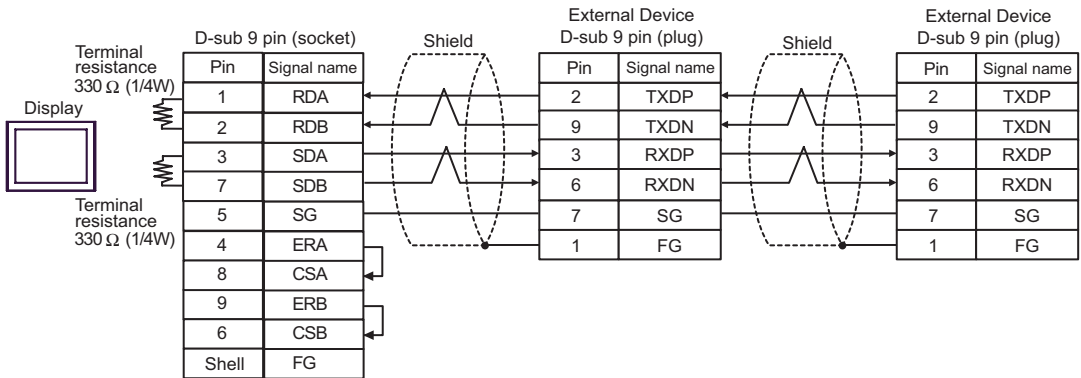 External Device
External Device
D-sub 9 pin (socket)
Shield
D-sub 9 pin (plug)
Shield
D-sub 9 pin (plug)
Terminal
resistance
330 Ω (1/4W)
Display
Terminal
resistance
330 Ω (1/4W)
Pin Signal name
1 RDA
2 RDB
3 SDA
7 SDB
5 SG
4 ERA
8 CSA
9 ERB
6 CSB
Shell FG
Pin Signal name
2 TXDP
9 TXDN
3 RXDP
6 RXDN
7 SG
1 FG
Pin Signal name
2 TXDP
9 TXDN
3 RXDP
6 RXDN
7 SG
1 FG